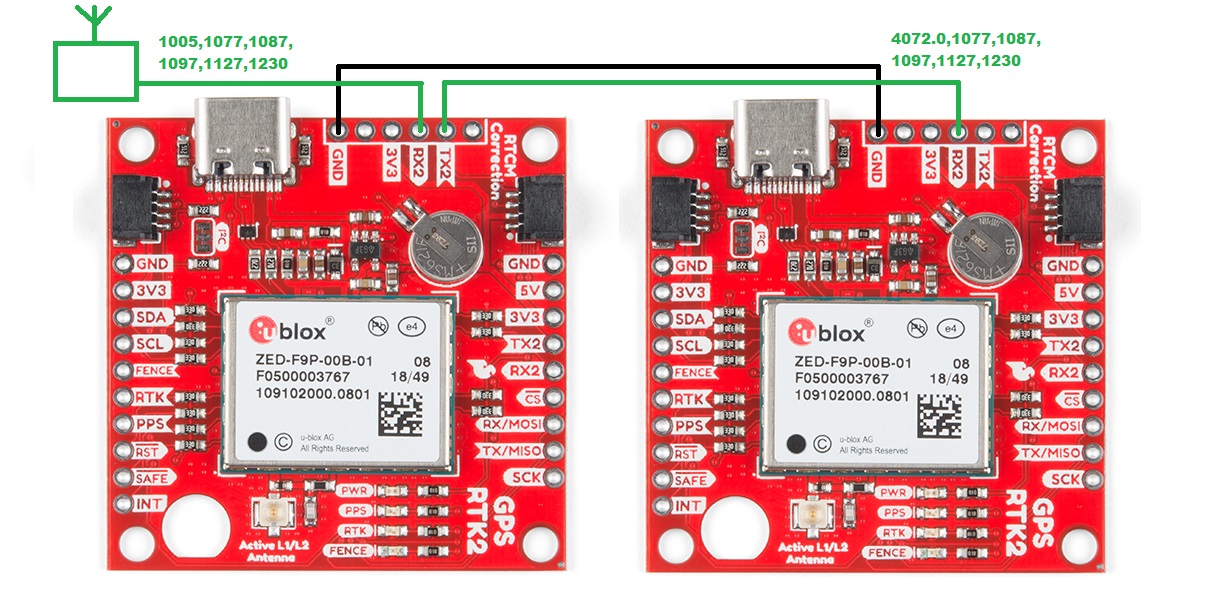 1005,1077,1087,
1097,1127,1230
4072.0,1077,1087,
1097,1127,1230
GND
3V3
RX2
TX2
RTCM
Correction
I²C
GND
3V3
SDA
SCL
FENCE
RTK
PPS
RST
SAFE
INT
GND
5V
3V3
TX2
RX2
CS
RX/MOSI
TX/MISO
SCK
ublox®
Pb
e4
ZED-F9P-00B-01 08
F0500003767 18/49
109102000.0801
©
u-blox AG
All Rights Reserved
PWR
PPS
RTK
FENCE
Active L1/L2
Antenna
GPS
RTK2
GND
3V3
RX2
TX2
RTCM
Correction
I²C
GND
3V3
SDA
SCL
FENCE
RTK
PPS
RST
SAFE
INT
GND
5V
3V3
TX2
RX2
CS
RX/MOSI
TX/MISO
SCK
ublox®
Pb
e4
ZED-F9P-00B-01 08
F0500003767 18/49
109102000.0801
©
u-blox AG
All Rights Reserved
PWR
PPS
RTK
FENCE
Active L1/L2
Antenna
GPS
RTK2